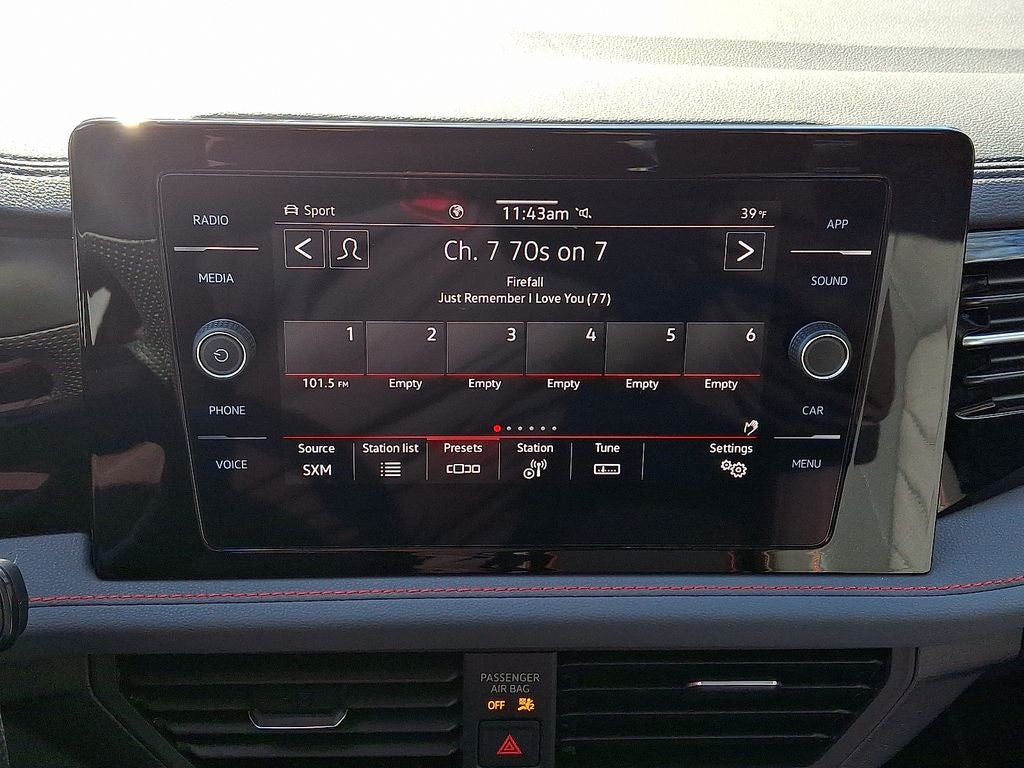 RADIO
MEDIA
PHONE
VOICE
Sport
11:43am
39°F
Ch. 7 70s on 7
Firefall
Just Remember I Love You (77)
1 2 3 4 5 6
101.5 FM Empty Empty Empty Empty Empty
Source Station list Presets Station Tune Settings
SXM
APP
SOUND
CAR
MENU
PASSENGER
AIR BAG
OFF